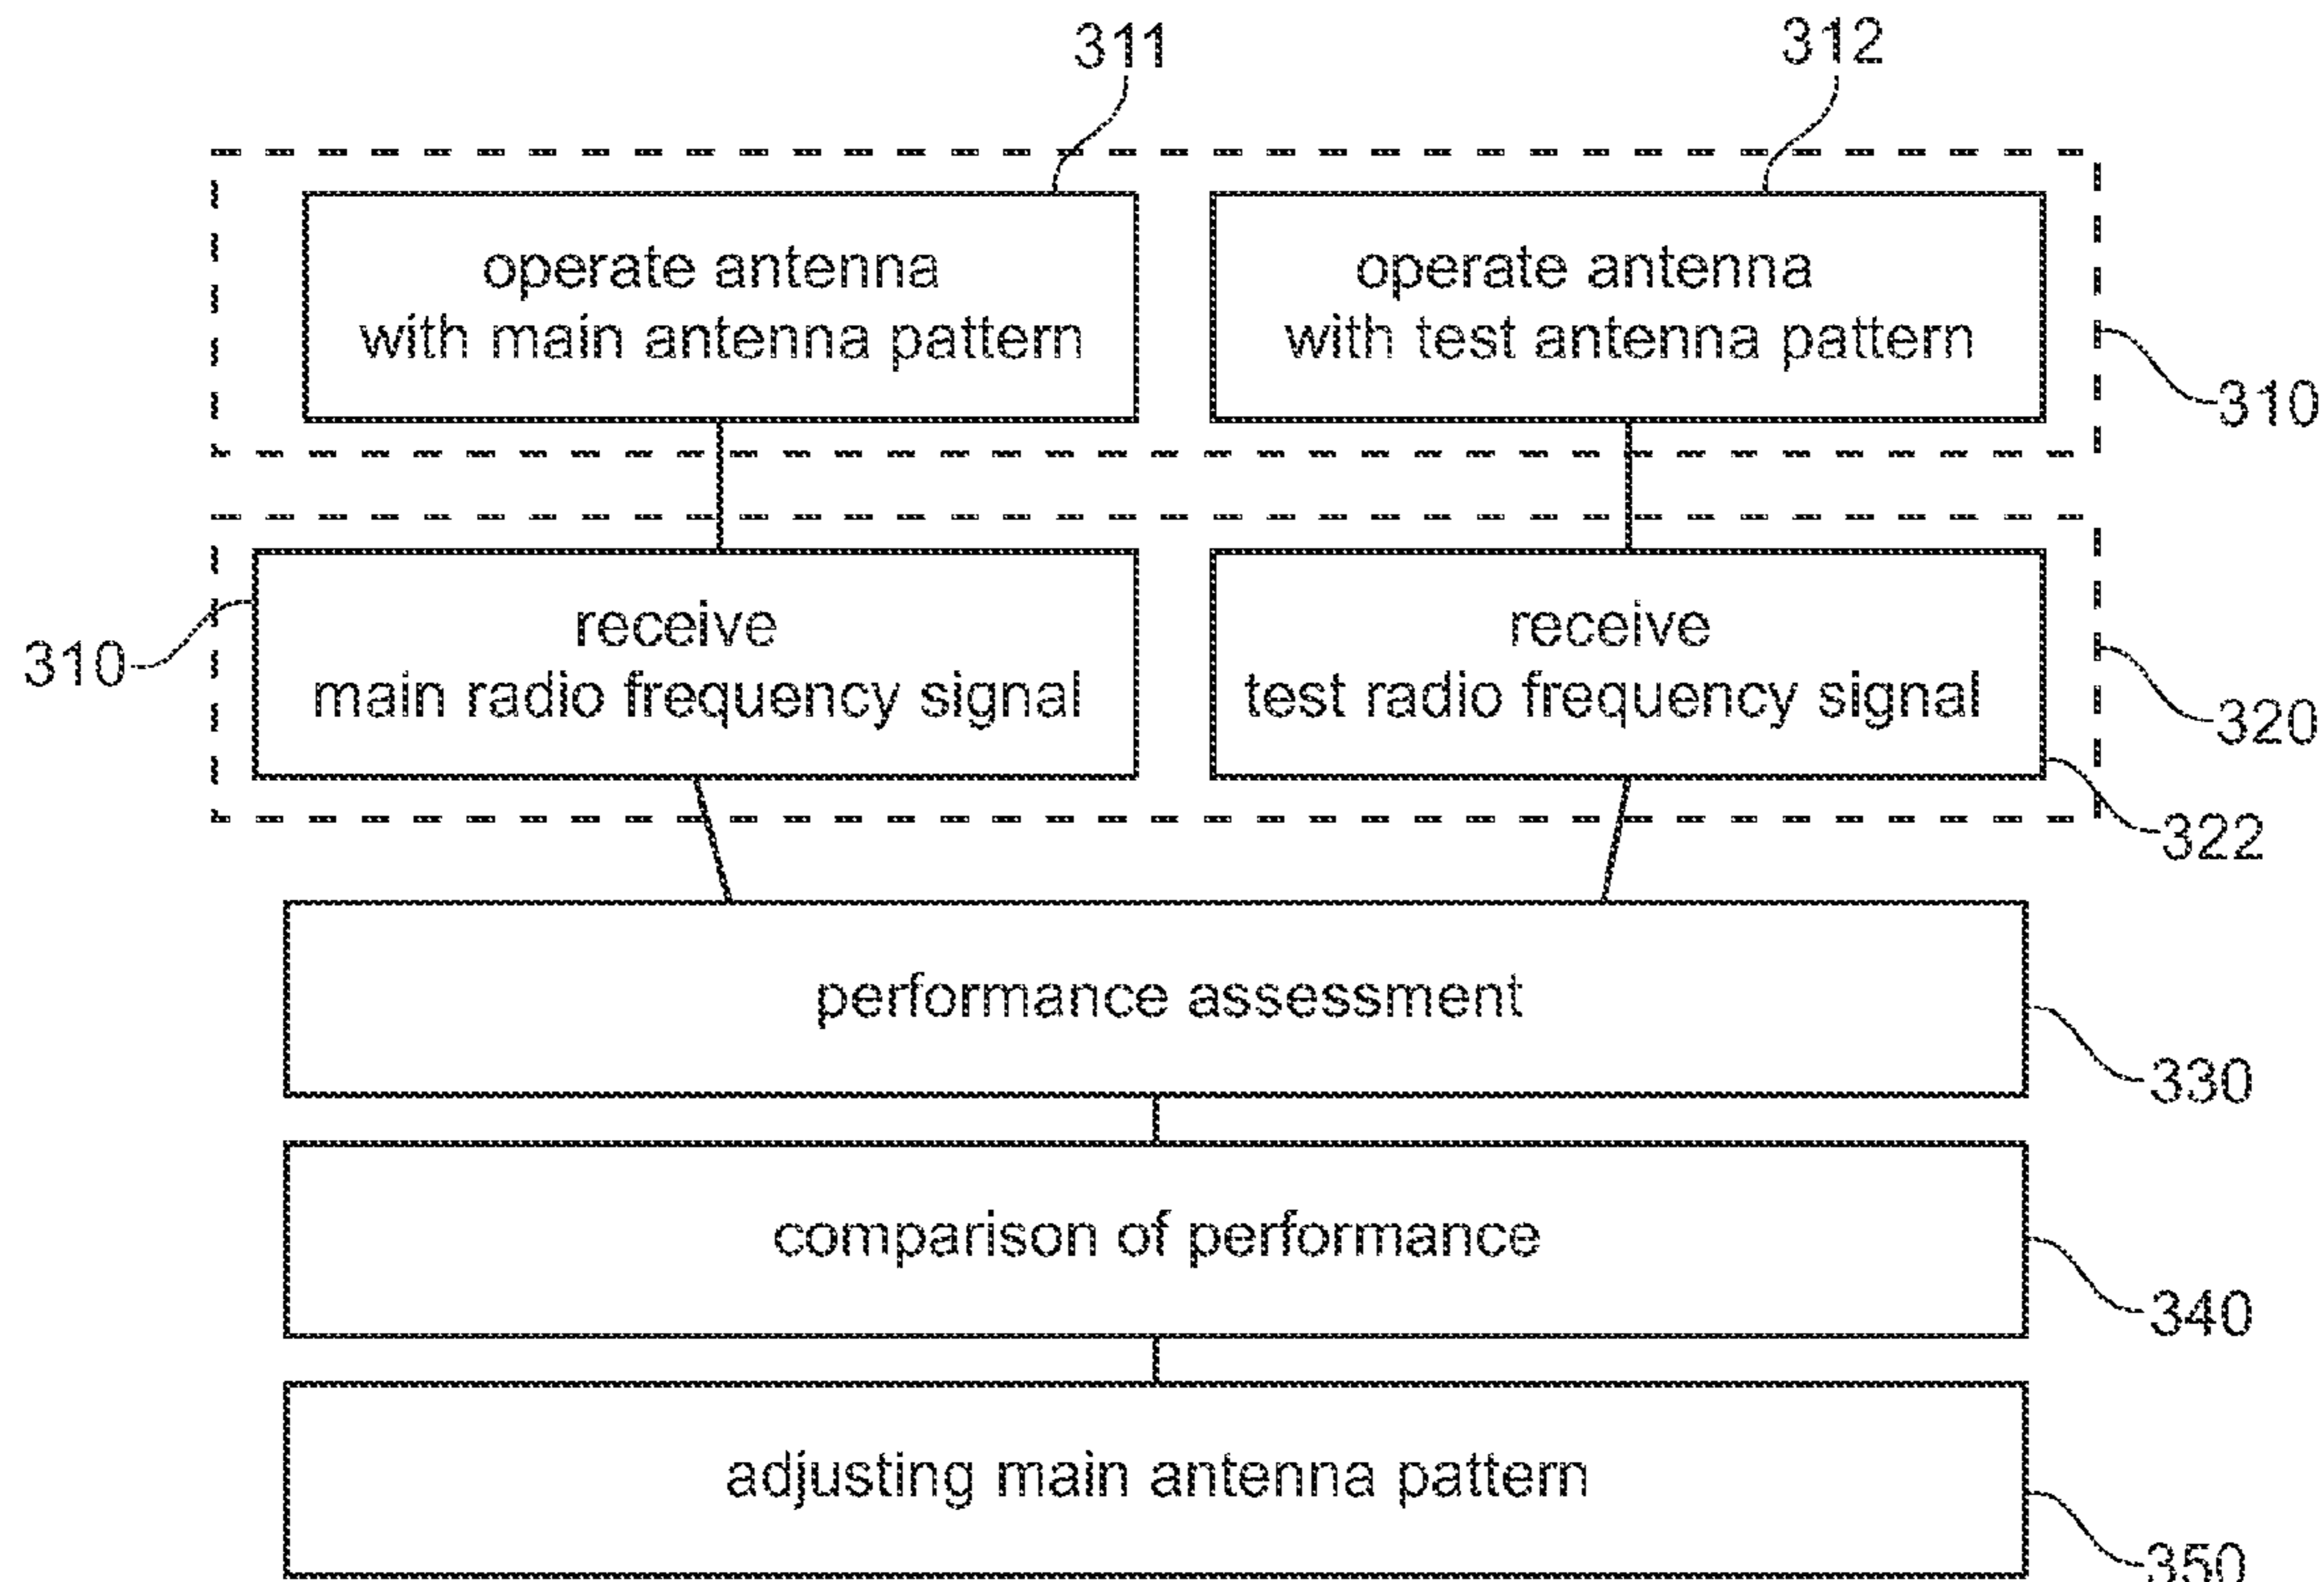 311
312
operate antenna
with main antenna pattern
operate antenna
with test antenna pattern
310
310
receive
main radio frequency signal
receive
test radio frequency signal
320
322
performance assessment
330
comparison of performance
340
adjusting main antenna pattern
350